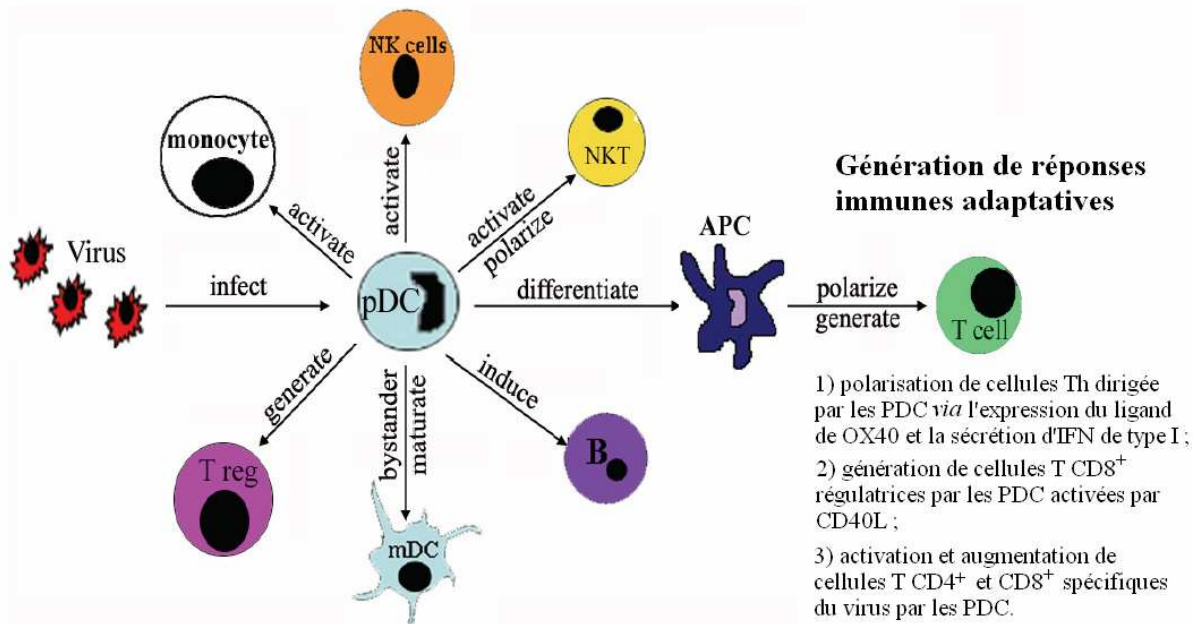 NK cells
monocyte
NKT
activate
activate
activate
polarize
Génération de réponses
immunes adaptatives
Virus
infect
pDC
differentiate
APC
polarize
generate
T cell
generate
bystander
maturate
induce
T reg
mDC
B
1) polarisation de cellules Th dirigée
par les PDC via l'expression du ligand
de OX40 et la sécrétion d'IFN de type I ;
2) génération de cellules T CD8⁺
régulatrices par les PDC activées par
CD40L ;
3) activation et augmentation de
cellules T CD4⁺ et CD8⁺ spécifiques
du virus par les PDC.